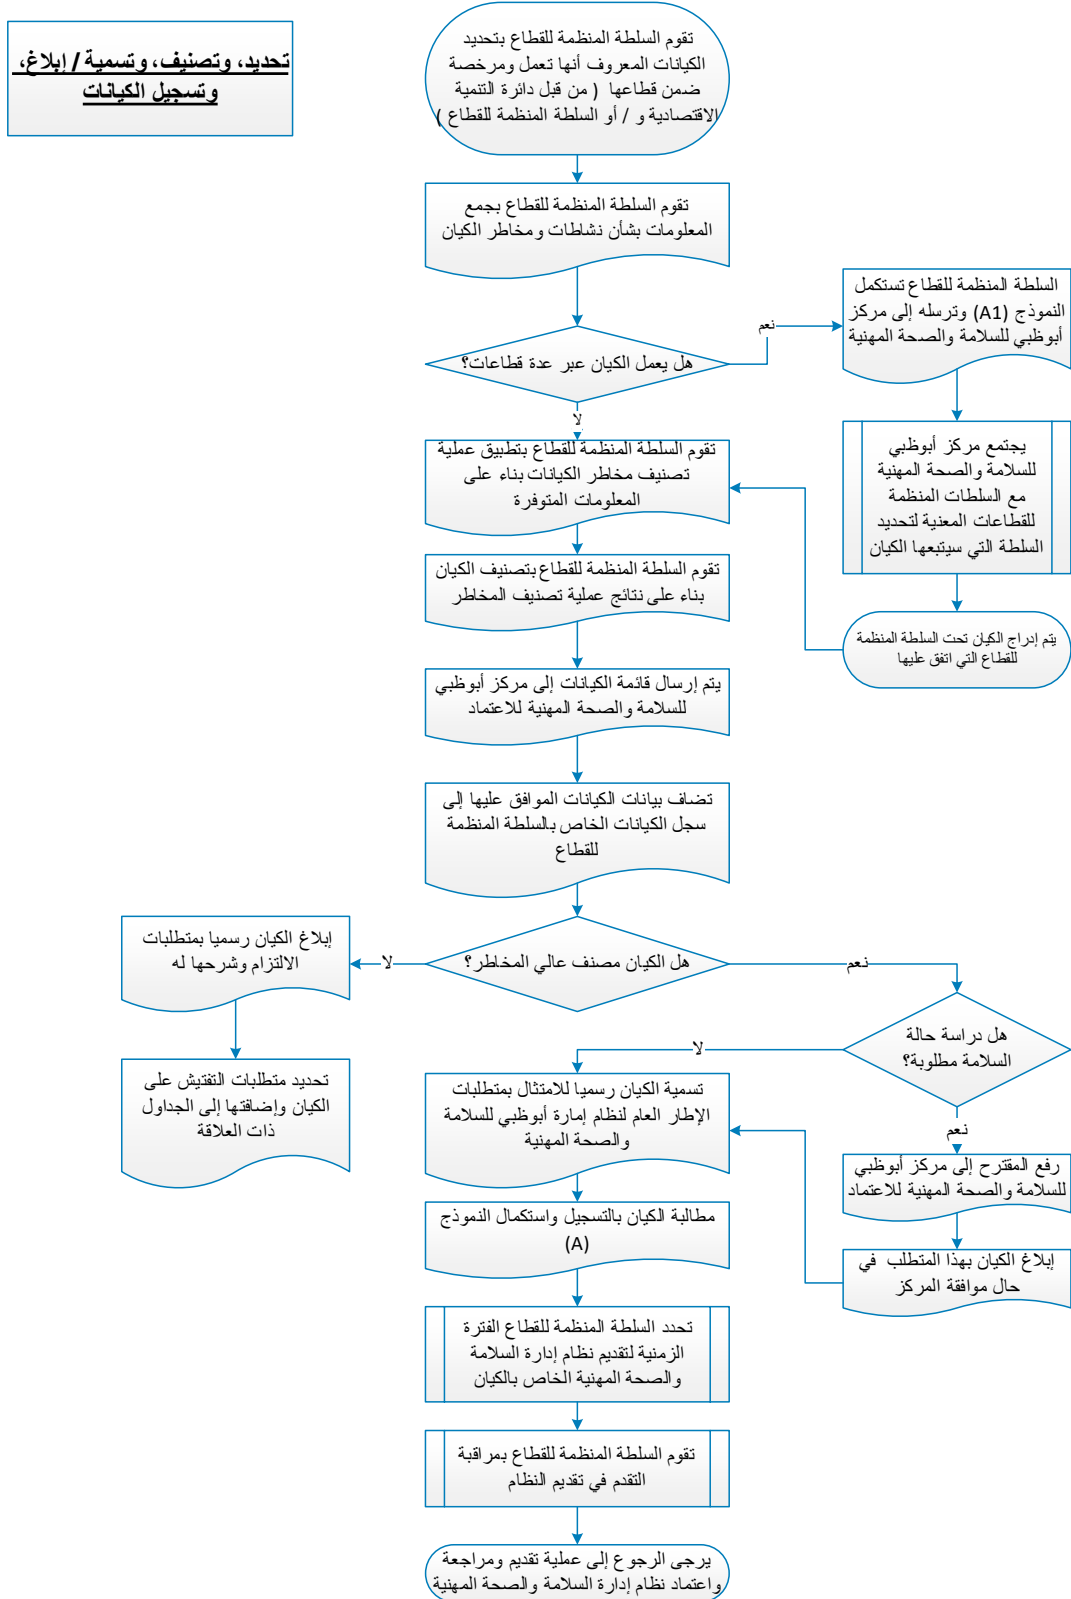 تحديد، وتصنيف، وتسمية / إبلاغ،
وتسجيل الكيانات
تقوم السلطة المنظمة للقطاع بتحديد
الكيانات المعروف أنها تعمل ومرخصة
ضمن قطاعها ( من قبل دائرة التنمية
الاقتصادية و / أو السلطة المنظمة للقطاع )
تقوم السلطة المنظمة للقطاع بجمع
المعلومات بشأن نشاطات ومخاطر الكيان
هل يعمل الكيان عبر عدة قطاعات؟
نعم
السلطة المنظمة للقطاع تستكمل
النموذج (A1) وترسله إلى مركز
أبوظبي للسلامة والصحة المهنية
يجتمع مركز أبوظبي
للسلامة والصحة المهنية
مع السلطات المنظمة
للقطاعات المعنية لتحديد
السلطة التي سيتبعها الكيان
يتم إدراج الكيان تحت السلطة المنظمة
للقطاع التي اتفق عليها
لا
تقوم السلطة المنظمة للقطاع بتطبيق عملية
تصنيف مخاطر الكيانات بناء على
المعلومات المتوفرة
تقوم السلطة المنظمة للقطاع بتصنيف الكيان
بناء على نتائج عملية تصنيف المخاطر
يتم إرسال قائمة الكيانات إلى مركز أبوظبي
للسلامة والصحة المهنية للاعتماد
تضاف بيانات الكيانات الموافق عليها إلى
سجل الكيانات الخاص بالسلطة المنظمة
للقطاع
هل الكيان مصنف عالي المخاطر؟
لا
إبلاغ الكيان رسميا بمتطلبات
الالتزام وشرحها له
تحديد متطلبات التفتيش على
الكيان وإضافتها إلى الجداول
ذات العلاقة
نعم
هل دراسة حالة
السلامة مطلوبة؟
نعم
رفع المقترح إلى مركز أبوظبي
للسلامة والصحة المهنية للاعتماد
إبلاغ الكيان بهذا المتطلب في
حال موافقة المركز
لا
تسمية الكيان رسميا للامتثال بمتطلبات
الإطار العام لنظام إمارة أبوظبي للسلامة
والصحة المهنية
مطالبة الكيان بالتسجيل واستكمال النموذج
(A)
تحدد السلطة المنظمة للقطاع الفترة
الزمنية لتقديم نظام إدارة السلامة
والصحة المهنية الخاص بالكيان
تقوم السلطة المنظمة للقطاع بمراقبة
التقدم في تقديم النظام
يرجى الرجوع إلى عملية تقديم ومراجعة
واعتماد نظام إدارة السلامة والصحة المهنية